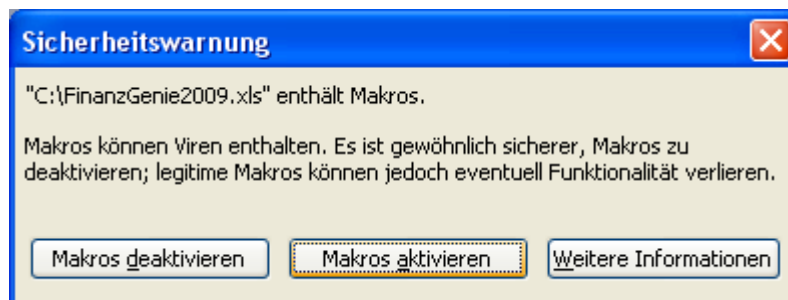 Sicherheitswarnung
"C:\FinanzGenie2009.xls" enthält Makros.
Makros können Viren enthalten. Es ist gewöhnlich sicherer, Makros zu
deaktivieren; legitime Makros können jedoch eventuell Funktionalität verlieren.
Makros deaktivieren Makros aktivieren Weitere Informationen